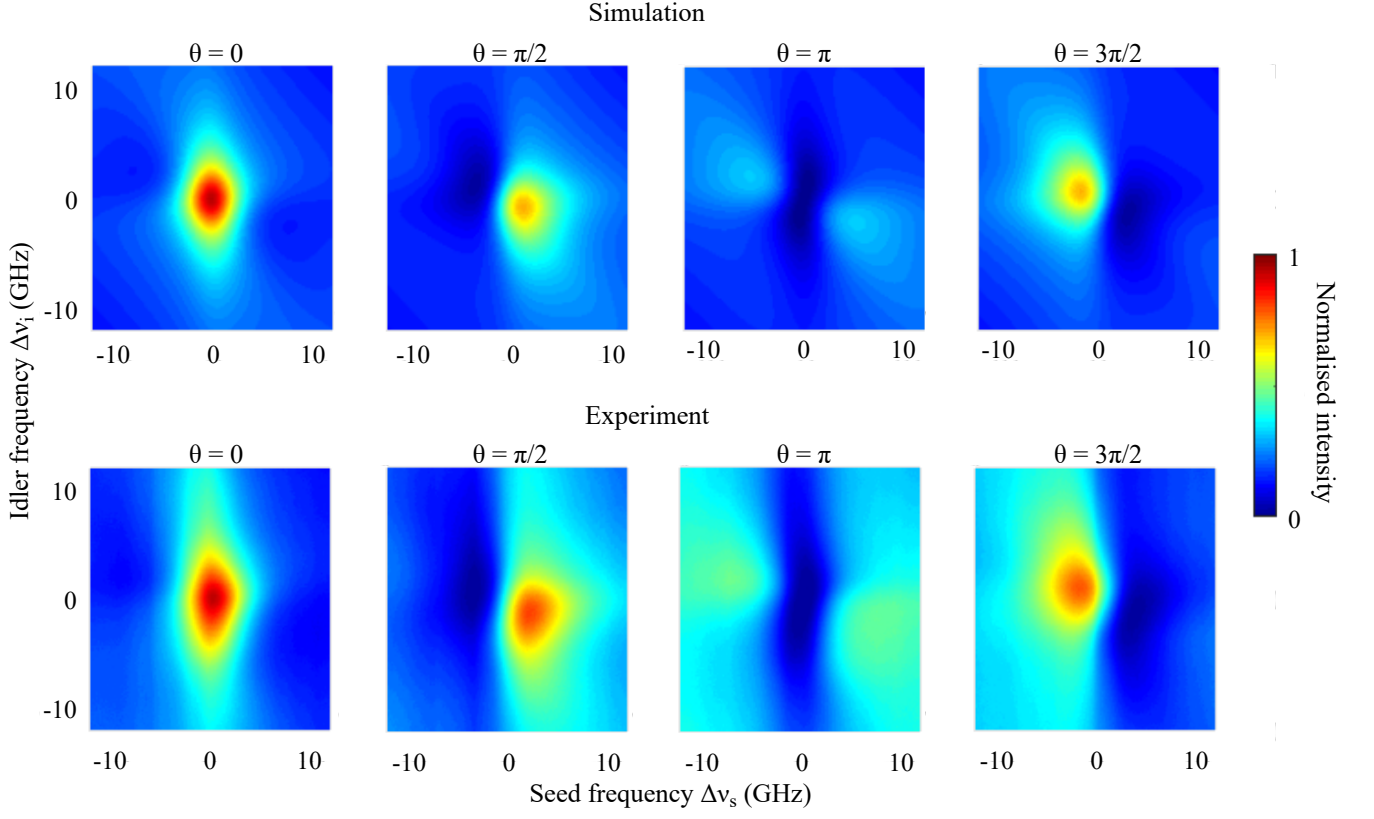 Simulation
θ = 0
θ = π/2
θ = π
θ = 3π/2
10
0
-10
-10 0 10
-10 0 10
-10 0 10
-10 0 10
Idler frequency Δνi (GHz)
1
Normalised intensity
0
Experiment
θ = 0
θ = π/2
θ = π
θ = 3π/2
10
0
-10
-10 0 10
-10 0 10
-10 0 10
-10 0 10
Seed frequency Δνs (GHz)